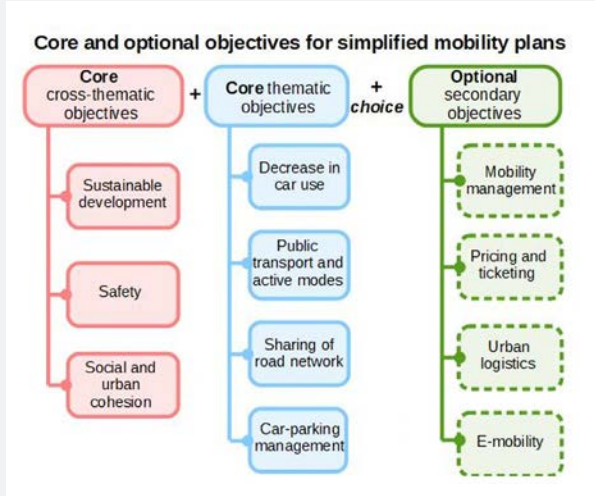 Core and optional objectives for simplified mobility plans
Core
cross-thematic
objectives
+
Core thematic
objectives
+
choice
Optional
secondary
objectives
Sustainable
development
Safety
Social and
urban
cohesion
Decrease in
car use
Public
transport and
active modes
Sharing of
road network
Car-parking
management
Mobility
management
Pricing and
ticketing
Urban
logistics
E-mobility